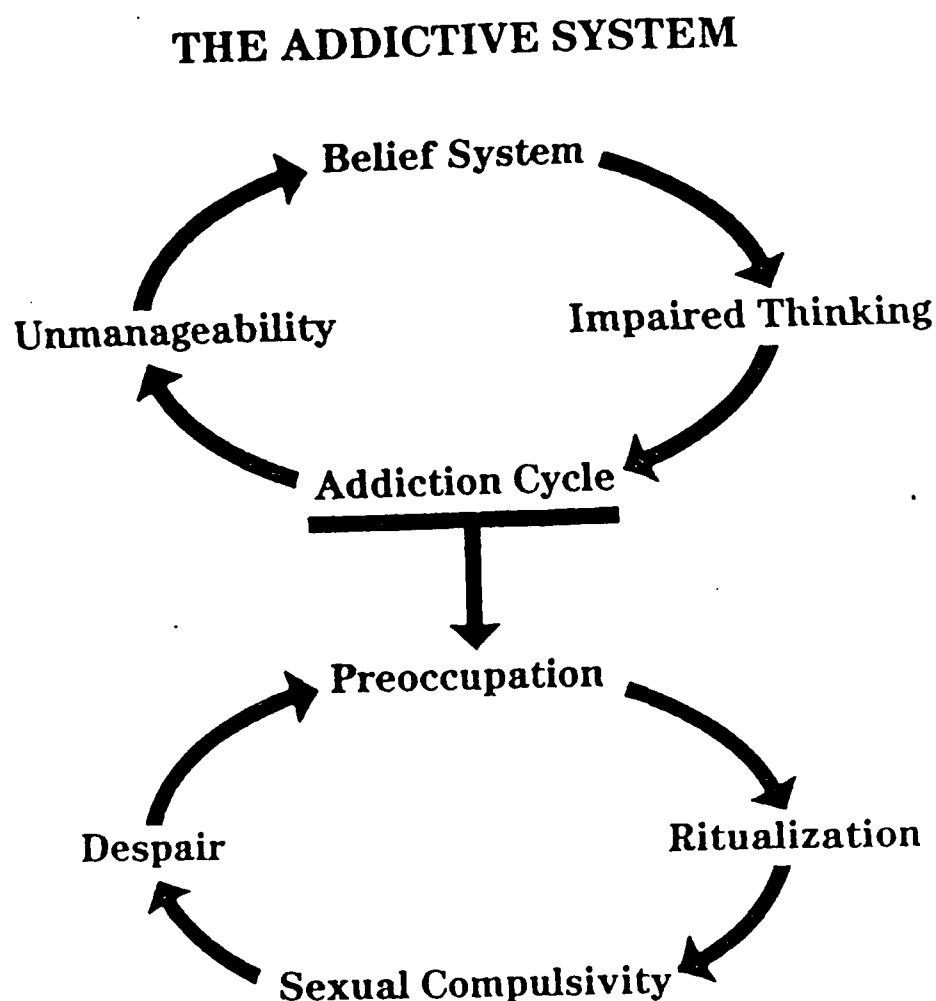 THE ADDICTIVE SYSTEM
Belief System
Impaired Thinking
Unmanageability
Addiction Cycle
Preoccupation
Ritualization
Despair
Sexual Compulsivity